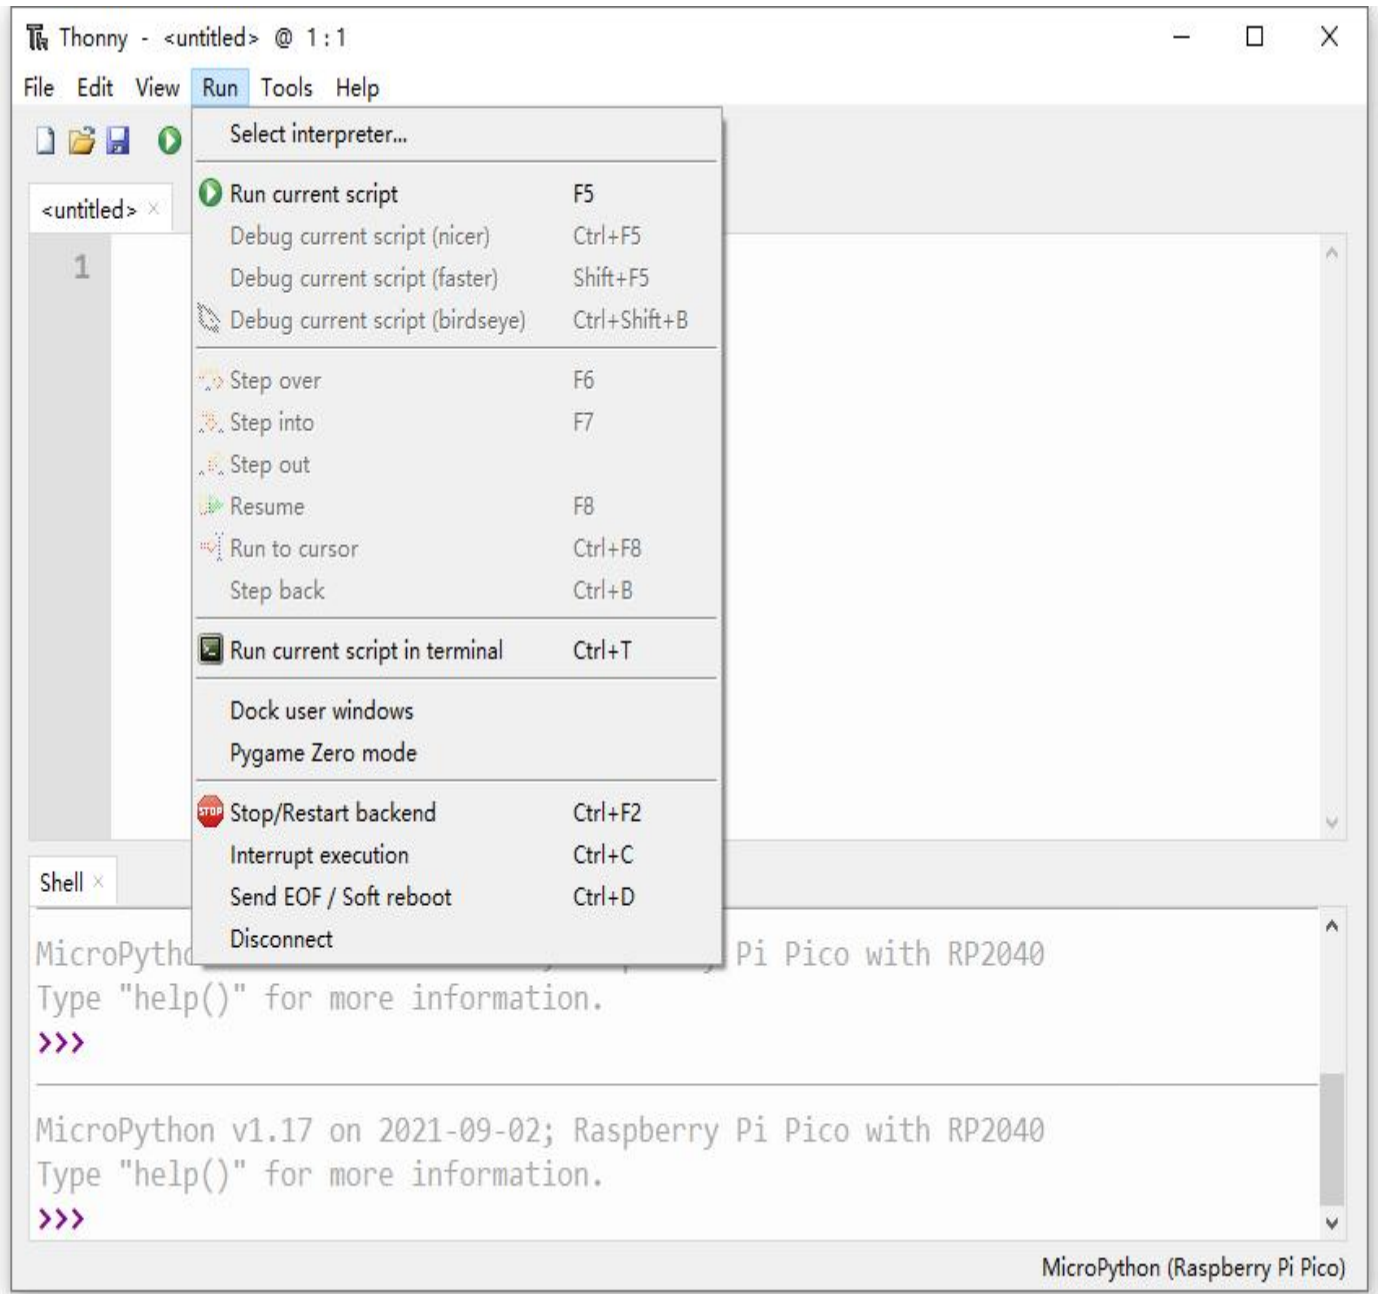 Thonny - <untitled> @ 1 : 1
File Edit View Run Tools Help
Select interpreter...
<untitled> ×
Run current script F5
Debug current script (nicer) Ctrl+F5
1
Debug current script (faster) Shift+F5
Debug current script (birdseye) Ctrl+Shift+B
Step over F6
Step into F7
Step out
Resume F8
Run to cursor Ctrl+F8
Step back Ctrl+B
Run current script in terminal Ctrl+T
Dock user windows
Pygame Zero mode
STOP Stop/Restart backend Ctrl+F2
Interrupt execution Ctrl+C
Send EOF / Soft reboot Ctrl+D
Disconnect
Shell ×
Pi Pico with RP2040
Type "help()" for more information.
>>>
MicroPython v1.17 on 2021-09-02; Raspberry Pi Pico with RP2040
Type "help()" for more information.
>>>
MicroPython (Raspberry Pi Pico)